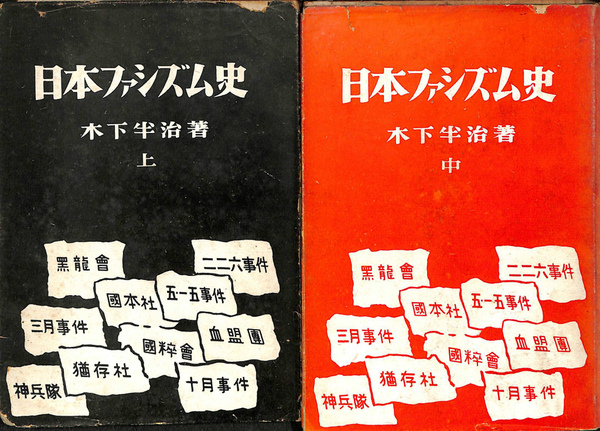 日本ファシズム史
木下半治著
上
黑龍會
二二六事件
國本社
五・一五事件
三月事件
血盟團
國粹會
猶存社
神兵隊
十月事件
日本ファシズム史
木下半治著
中
黑龍會
二二六事件
國本社
五・一五事件
三月事件
血盟團
國粹會
猶存社
神兵隊
十月事件